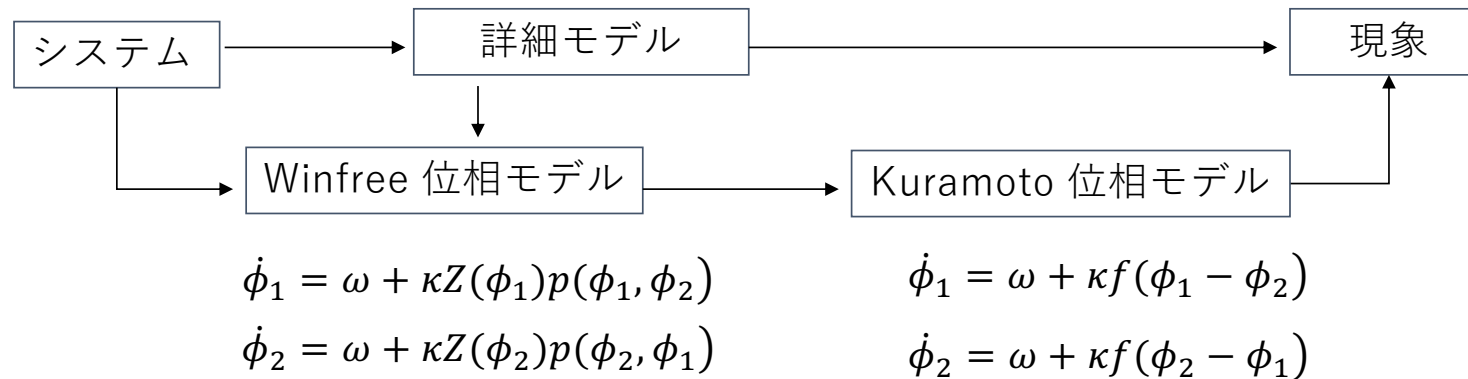 システム
詳細モデル
現象
Winfree 位相モデル
Kuramoto 位相モデル
ϕ̇₁ = ω + κZ(ϕ₁)p(ϕ₁, ϕ₂)
ϕ̇₂ = ω + κZ(ϕ₂)p(ϕ₂, ϕ₁)
ϕ̇₁ = ω + κf(ϕ₁ − ϕ₂)
ϕ̇₂ = ω + κf(ϕ₂ − ϕ₁)